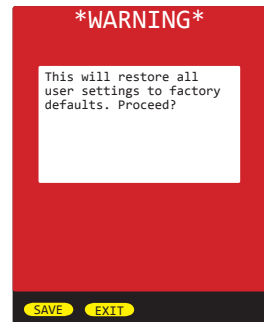 *WARNING*
This will restore all
user settings to factory
defaults. Proceed?
SAVE EXIT